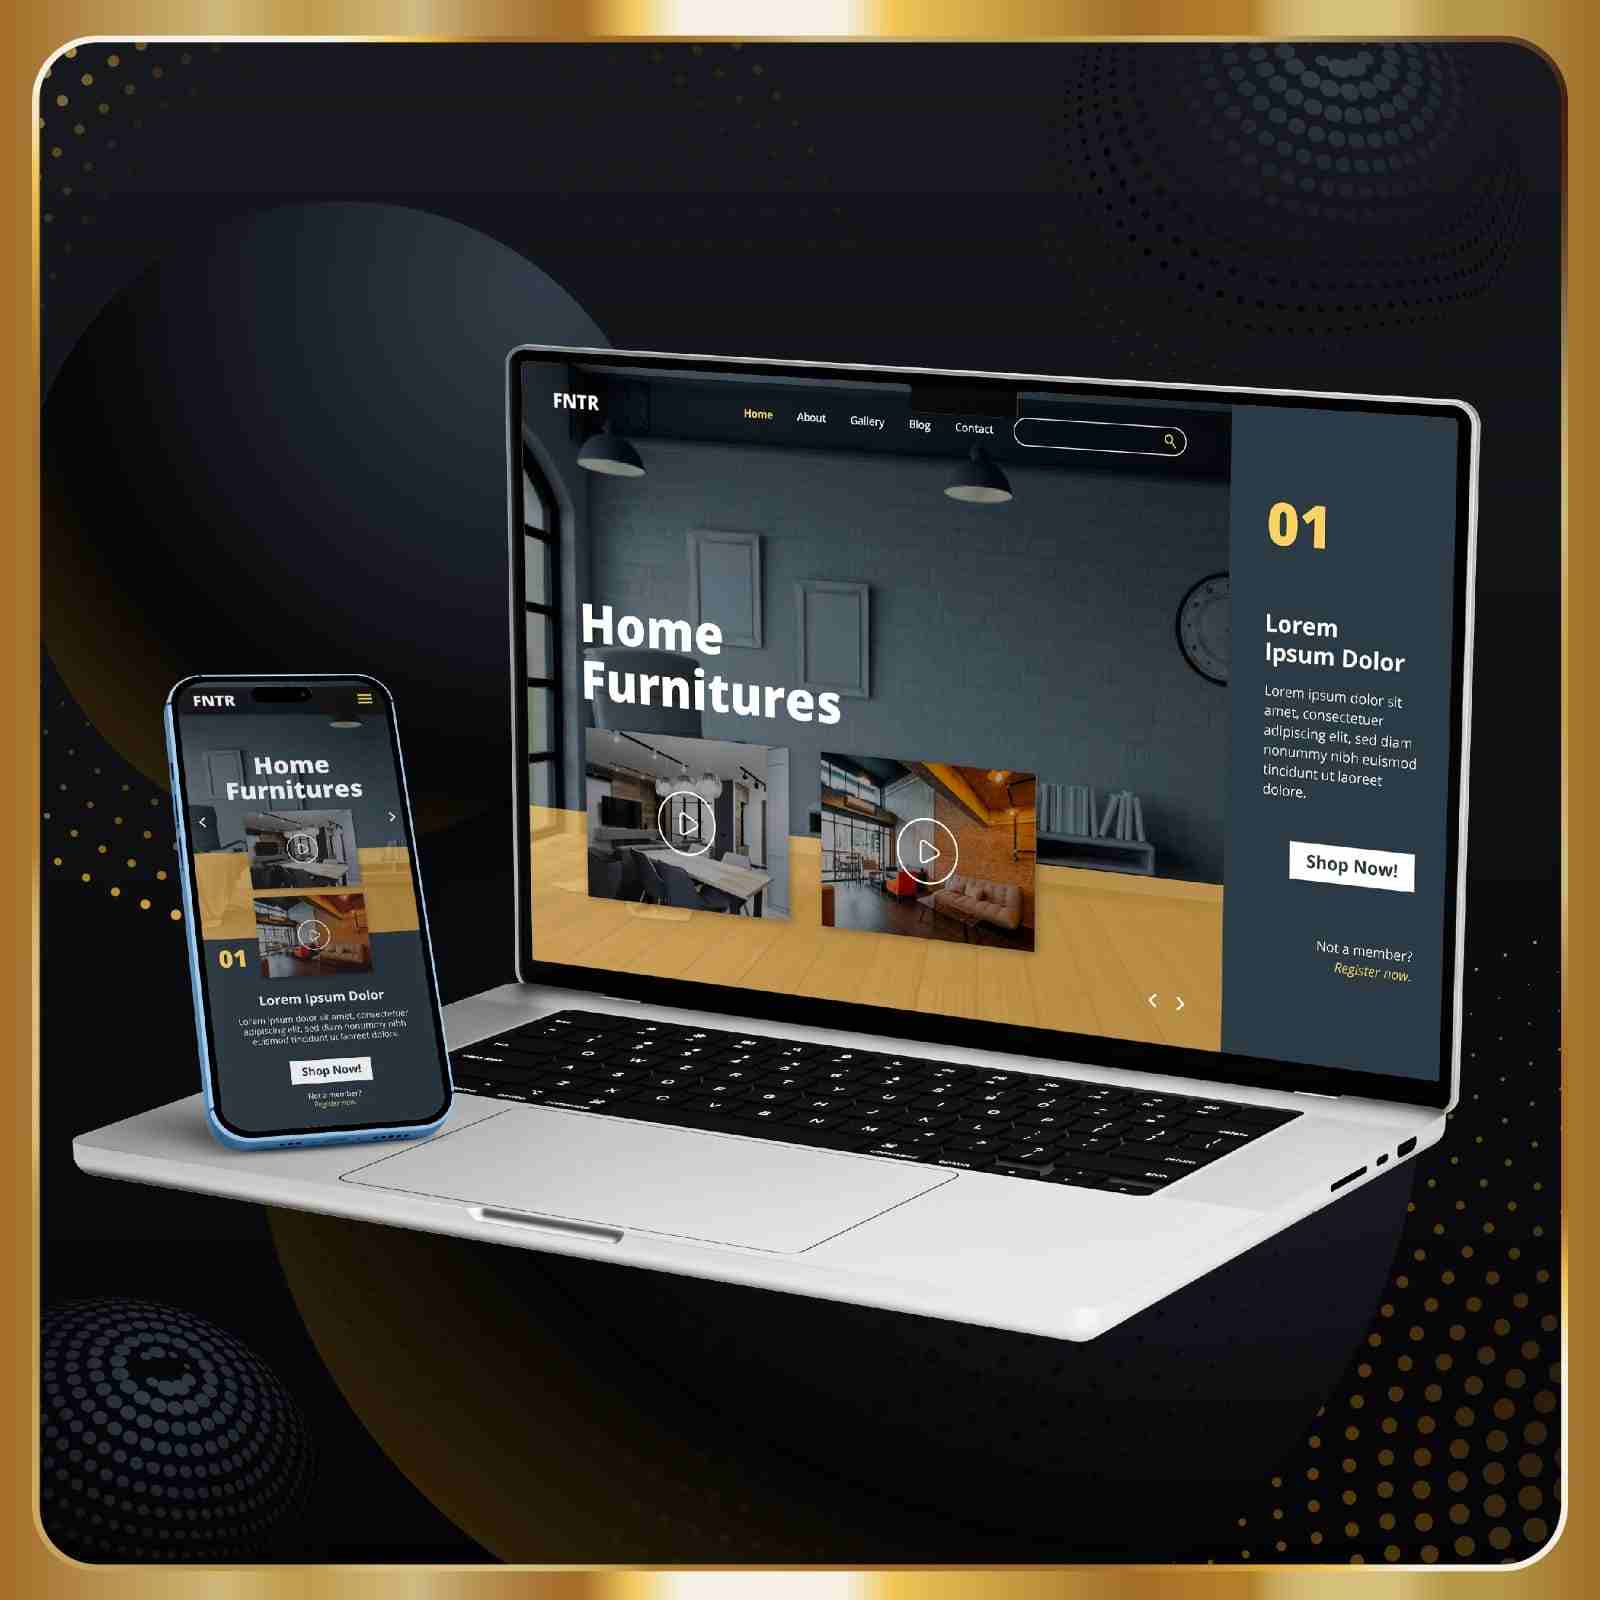 FNTR
Home About Gallery Blog Contact
Home
Furnitures
01
Lorem
Ipsum Dolor
Lorem ipsum dolor sit
amet, consectetuer
adipiscing elit, sed diam
nonummy nibh euismod
tincidunt ut laoreet
dolore.
Shop Now!
Not a member?
Register now.
FNTR
Home
Furnitures
01
Lorem Ipsum Dolor
Lorem ipsum dolor sit amet, consectetuer
adipiscing elit, sed diam nonummy nibh
euismod tincidunt ut laoreet dolore.
Shop Now!
Not a member?
Register now.